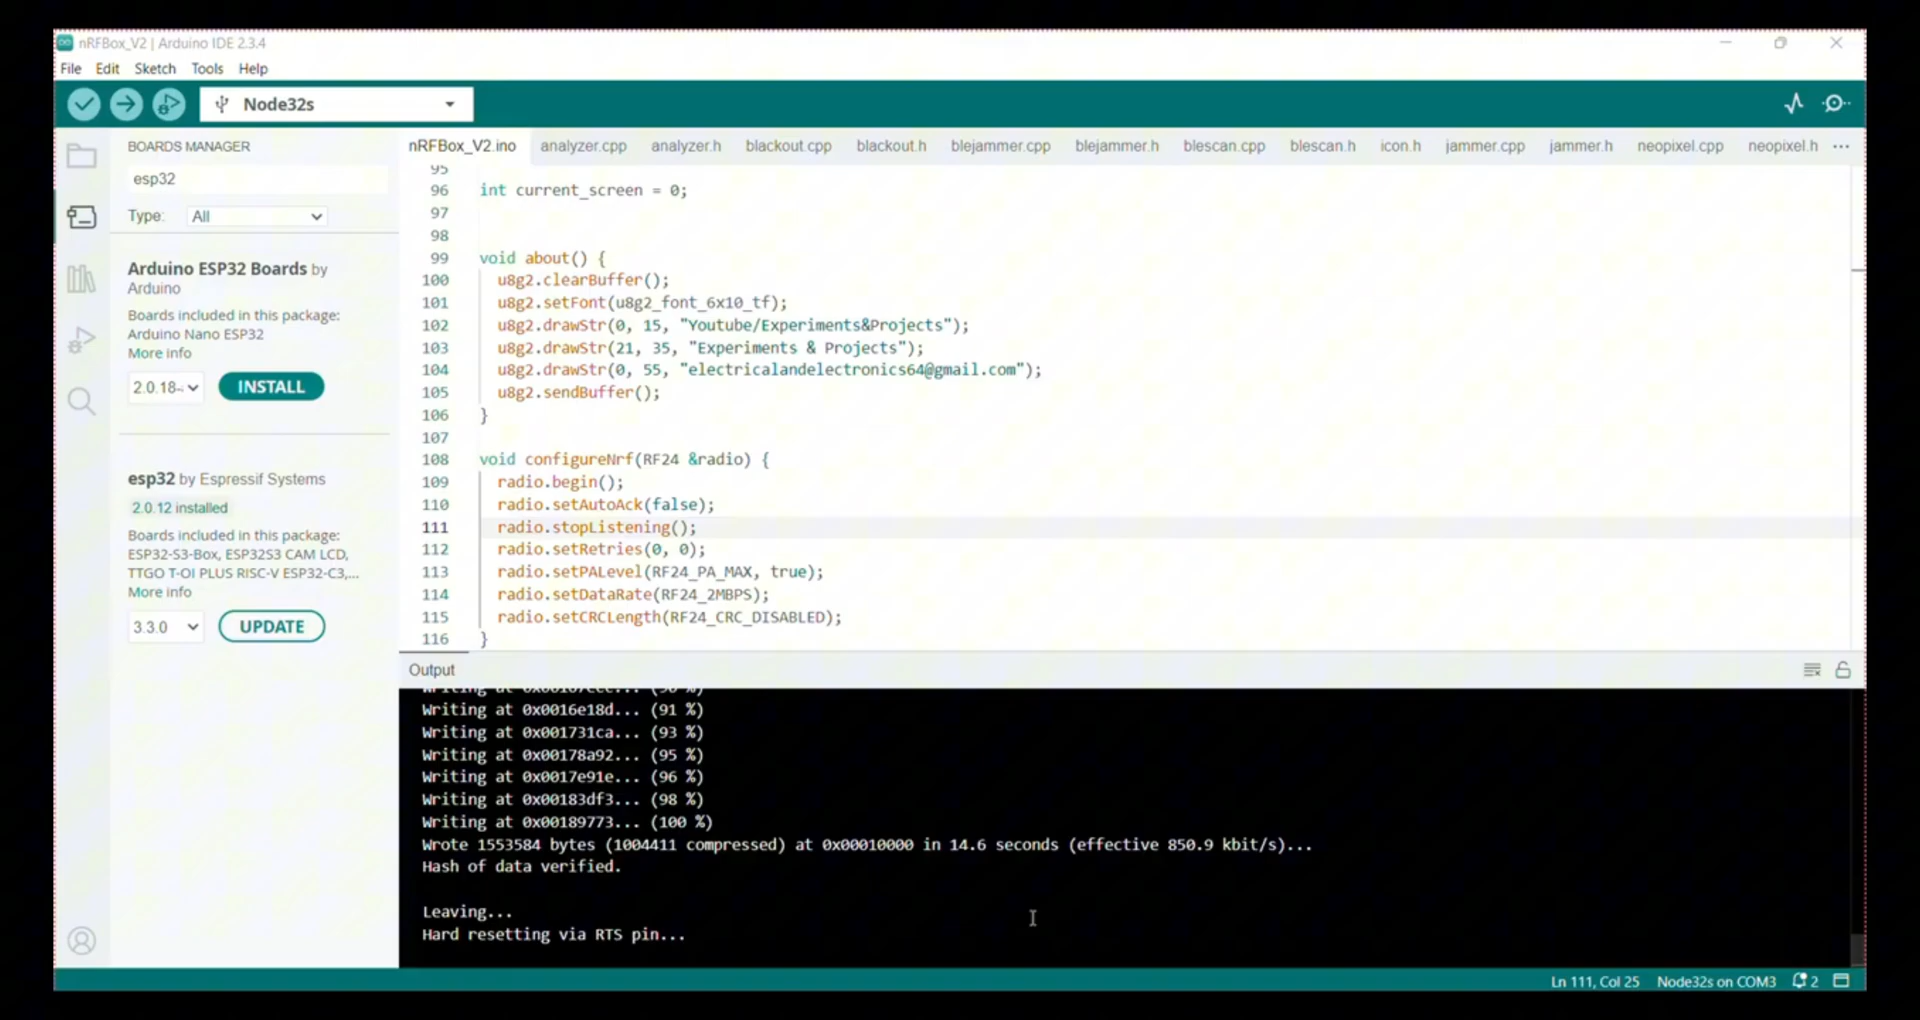 nRFBox_V2 | Arduino IDE 2.3.4
File Edit Sketch Tools Help
Node32s
BOARDS MANAGER
esp32
Type: All
Arduino ESP32 Boards by
Arduino
Boards included in this package:
Arduino Nano ESP32
More info
2.0.18-
INSTALL
esp32 by Espressif Systems
2.0.12 installed
Boards included in this package:
ESP32-S3-Box, ESP32S3 CAM LCD,
TTGO T-OI PLUS RISC-V ESP32-C3,...
More info
3.3.0
UPDATE
nRFBox_V2.ino analyzer.cpp analyzer.h blackout.cpp blackout.h blejammer.cpp blejammer.h blescan.cpp blescan.h icon.h jammer.cpp jammer.h neopixel.cpp neopixel.h ...
95
96 int current_screen = 0;
97
98
99 void about() {
100 u8g2.clearBuffer();
101 u8g2.setFont(u8g2_font_6x10_tf);
102 u8g2.drawStr(0, 15, "Youtube/Experiments&Projects");
103 u8g2.drawStr(21, 35, "Experiments & Projects");
104 u8g2.drawStr(0, 55, "electricalandelectronics64@gmail.com");
105 u8g2.sendBuffer();
106 }
107
108 void configureNrf(RF24 &radio) {
109 radio.begin();
110 radio.setAutoAck(false);
111 radio.stopListening();
112 radio.setRetries(0, 0);
113 radio.setPALevel(RF24_PA_MAX, true);
114 radio.setDataRate(RF24_2MBPS);
115 radio.setCRCLength(RF24_CRC_DISABLED);
116 }
Output
Writing at 0x0016e18d... (91 %)
Writing at 0x001731ca... (93 %)
Writing at 0x00178a92... (95 %)
Writing at 0x0017e91e... (96 %)
Writing at 0x00183df3... (98 %)
Writing at 0x00189773... (100 %)
Wrote 1553584 bytes (1004411 compressed) at 0x00010000 in 14.6 seconds (effective 850.9 kbit/s)...
Hash of data verified.
Leaving...
Hard resetting via RTS pin...
Ln 111, Col 25 Node32s on COM3 2